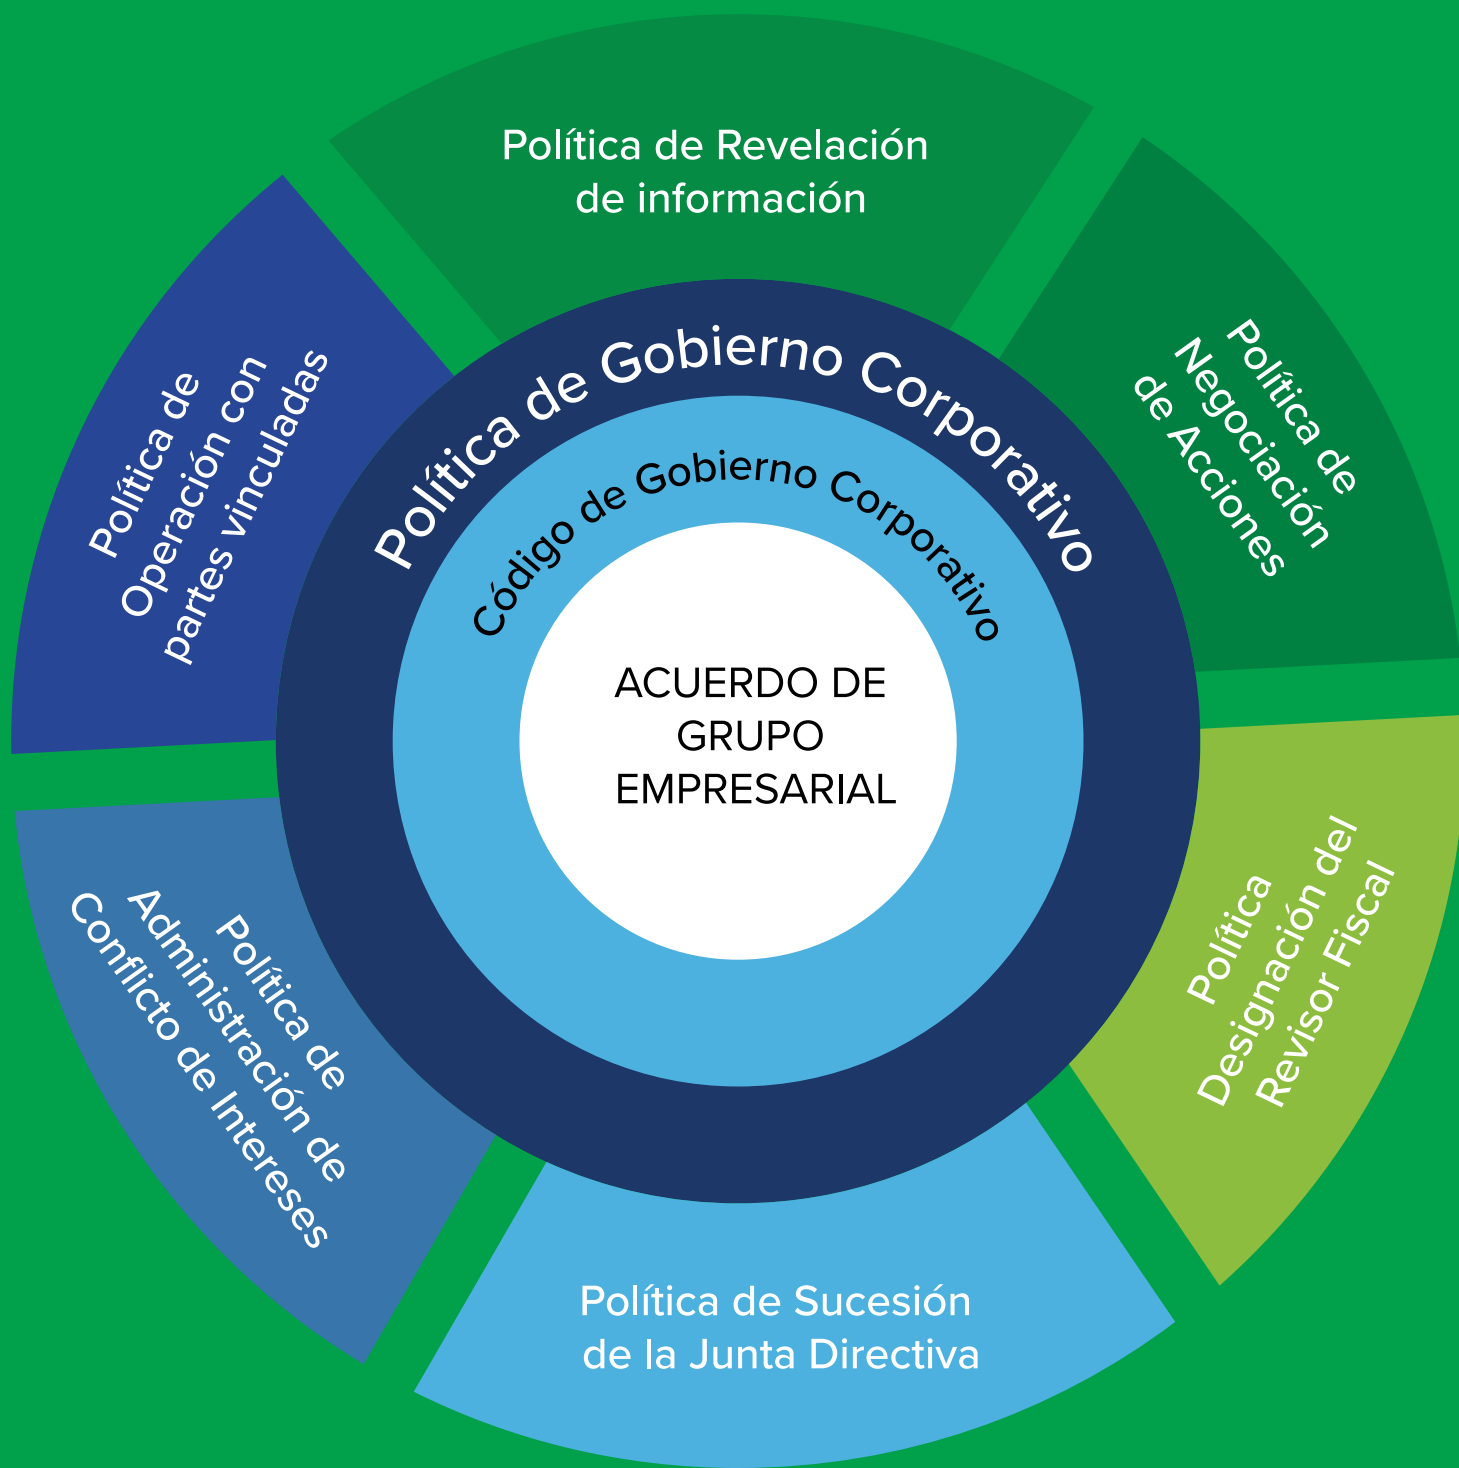 Política de Revelación
de información
Política de
Negociación
de Acciones
Política
Designación del
Revisor Fiscal
Política de Sucesión
de la Junta Directiva
Política de
Administración de
Conflicto de Intereses
Política de
Operación con
partes vinculadas
Política de Gobierno Corporativo
Código de Gobierno Corporativo
ACUERDO DE
GRUPO
EMPRESARIAL